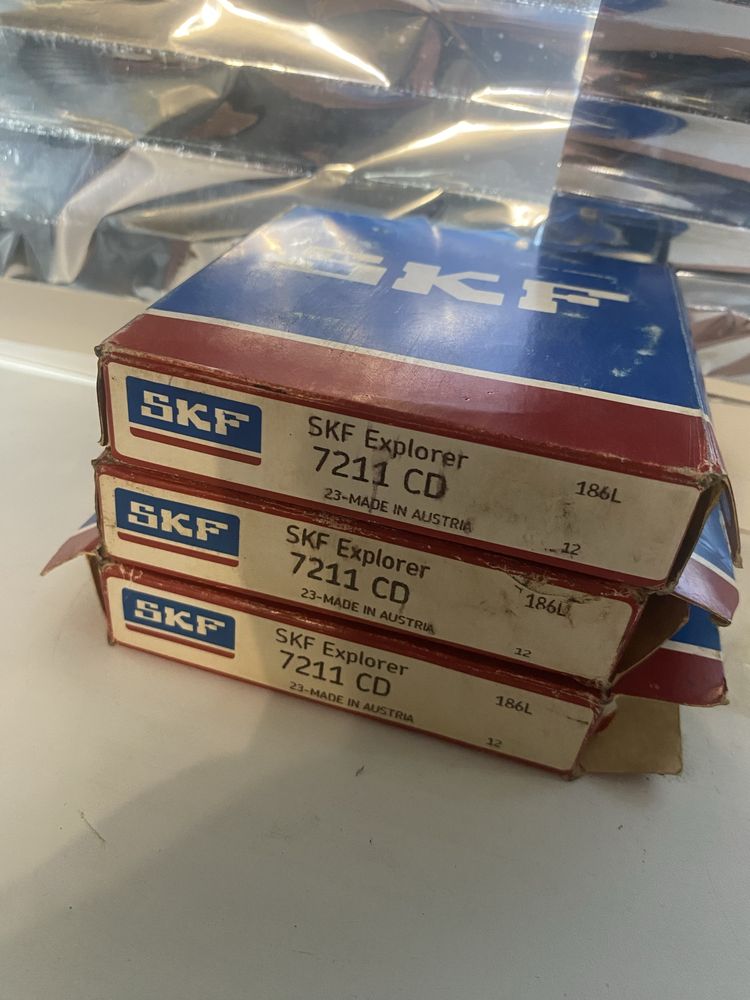 SKF
SKF
SKF Explorer
7211 CD
23-MADE IN AUSTRIA
186L
12
SKF
SKF Explorer
7211 CD
23-MADE IN AUSTRIA
186L
12
SKF
SKF Explorer
7211 CD
23-MADE IN AUSTRIA
186L
12